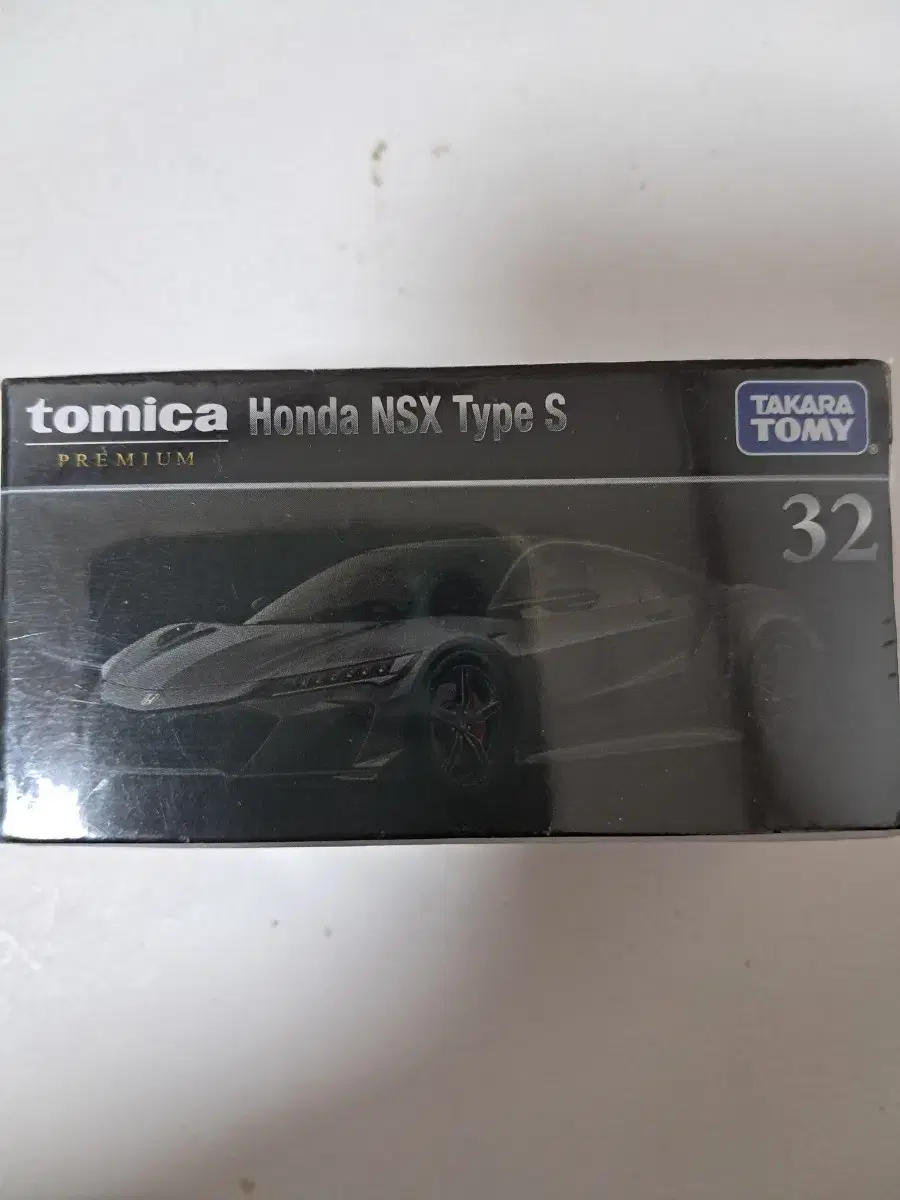 tomica
PREMIUM
Honda NSX Type S
TAKARA
TOMY®
32